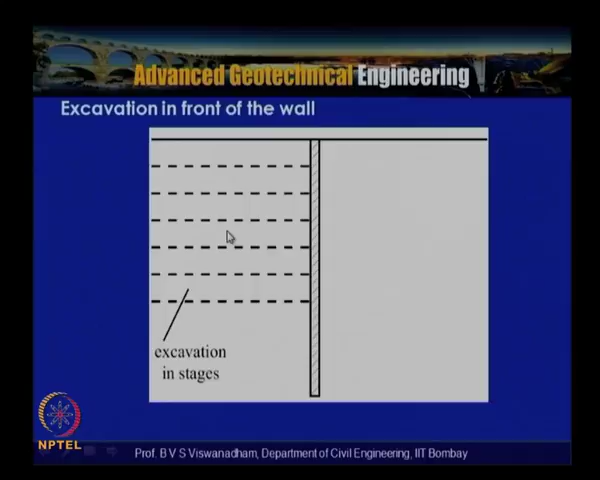 Advanced Geotechnical Engineering
Excavation in front of the wall
excavation
in stages
NPTEL
Prof. B V S Viswanadham, Department of Civil Engineering, IIT Bombay